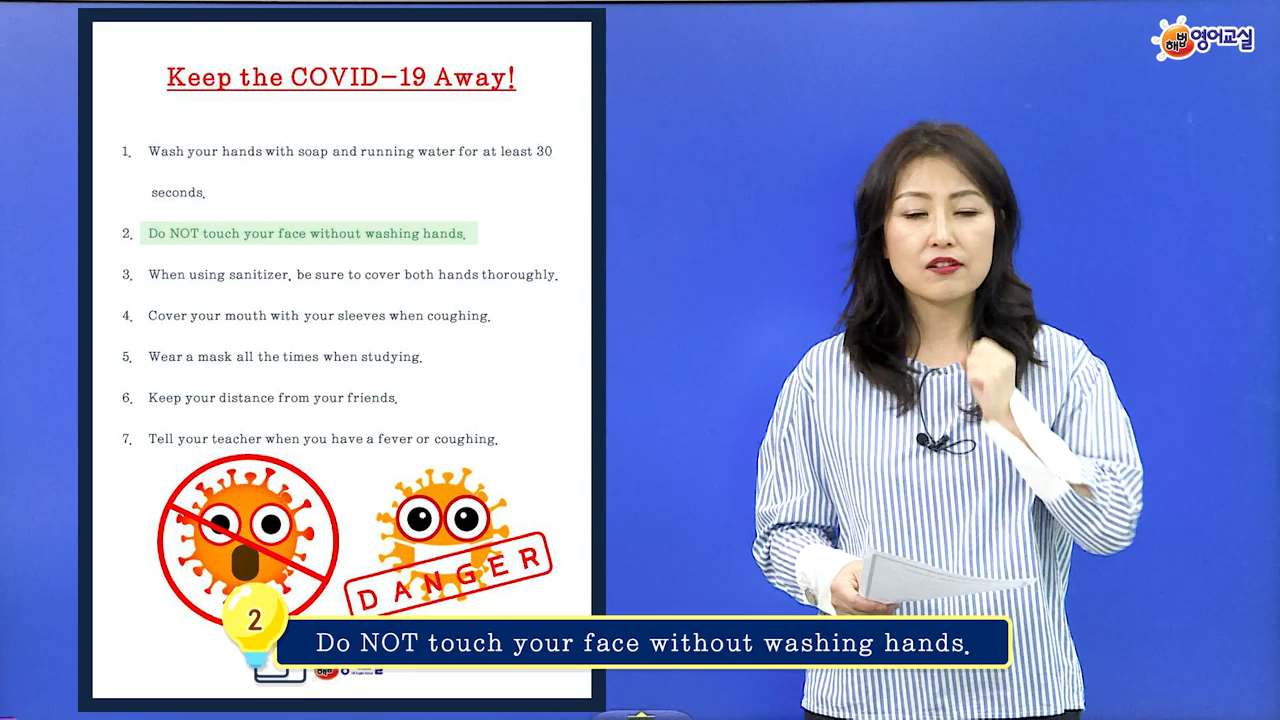 해법 영어교실
Keep the COVID-19 Away!
1. Wash your hands with soap and running water for at least 30
seconds.
2. Do NOT touch your face without washing hands.
3. When using sanitizer, be sure to cover both hands thoroughly.
4. Cover your mouth with your sleeves when coughing.
5. Wear a mask all the times when studying.
6. Keep your distance from your friends.
7. Tell your teacher when you have a fever or coughing.
DANGER
2
Do NOT touch your face without washing hands.
해법